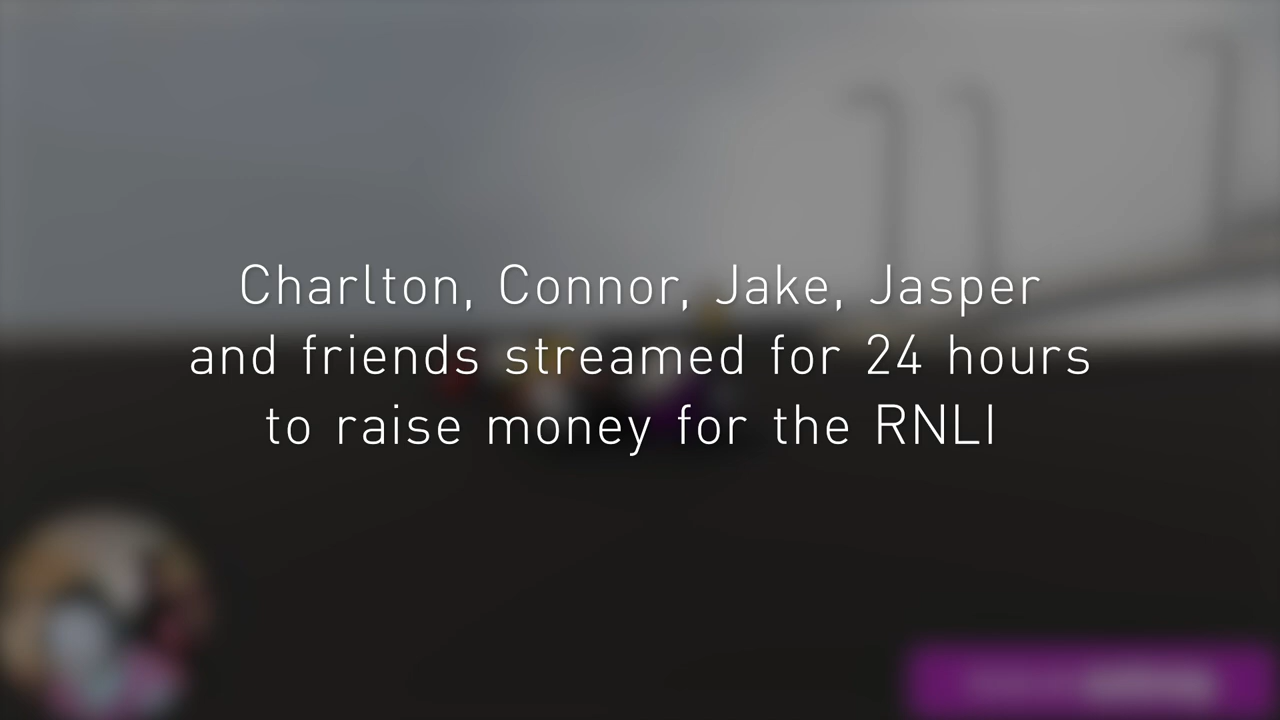 Charlton, Connor, Jake, Jasper
and friends streamed for 24 hours
to raise money for the RNLI